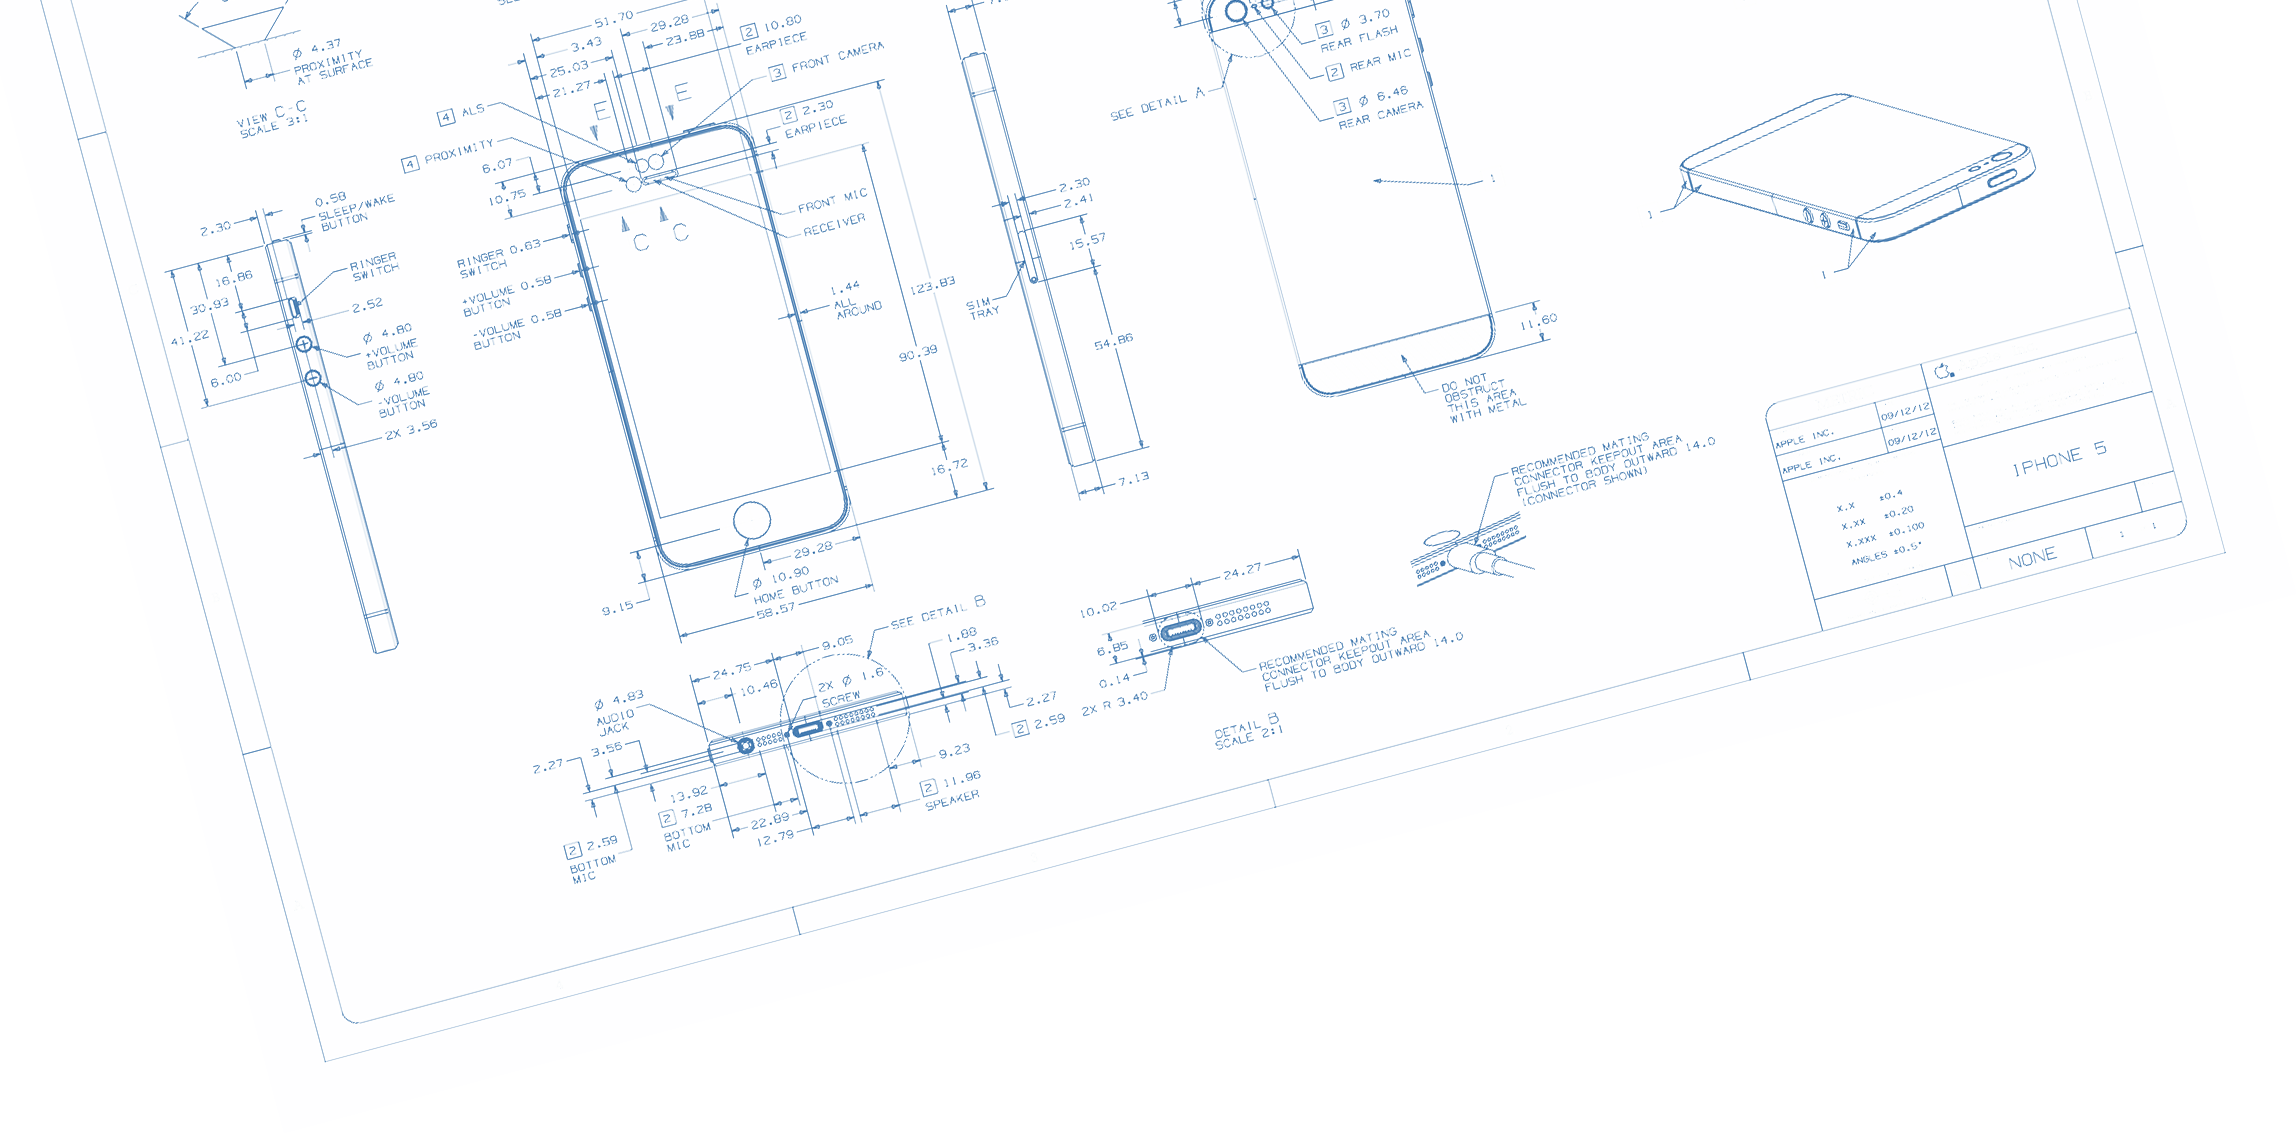 Ø 4.37
PROXIMITY
AT SURFACE
VIEW C-C
SCALE 3:1
51.70
3.43
29.28
25.03
23.88
21.27
2 10.80
EARPIECE
3 FRONT CAMERA
E
E
4 ALS
2 2.30
EARPIECE
4 PROXIMITY
6.07
10.75
FRONT MIC
RECEIVER
C C
RINGER 0.63
SWITCH
+VOLUME 0.58
BUTTON
-VOLUME 0.58
BUTTON
1.44
ALL
AROUND
123.83
90.39
16.72
29.28
Ø 10.90
HOME BUTTON
58.57
9.15
0.58
SLEEP/WAKE
BUTTON
2.30
16.86
30.93
41.22
RINGER
SWITCH
2.52
Ø 4.80
+VOLUME
BUTTON
6.00
Ø 4.80
-VOLUME
BUTTON
2X 3.56
2.30
2.41
15.57
SIM
TRAY
54.86
7.13
3 Ø 3.70
REAR FLASH
2 REAR MIC
3 Ø 6.46
REAR CAMERA
SEE DETAIL A
1
11.60
DO NOT
OBSTRUCT
THIS AREA
WITH METAL
1
1
SEE DETAIL B
9.05
24.75
10.46
2X Ø 1.6
SCREW
1.88
3.36
2.27
2 2.59
Ø 4.83
AUDIO
JACK
3.56
2.27
13.92
2 7.28
BOTTOM
MIC
22.89
12.79
9.23
2 11.96
SPEAKER
2 2.59
BOTTOM
MIC
24.27
10.02
6.85
0.14
2X R 3.40
RECOMMENDED MATING
CONNECTOR KEEPOUT AREA
FLUSH TO BODY OUTWARD 14.0
DETAIL B
SCALE 2:1
RECOMMENDED MATING
CONNECTOR KEEPOUT AREA
FLUSH TO BODY OUTWARD 14.0
(CONNECTOR SHOWN)
APPLE INC.
09/12/12
APPLE INC.
09/12/12
X.X ±0.4
X.XX ±0.20
X.XXX ±0.100
ANGLES ±0.5°
IPHONE 5
NONE
1
1